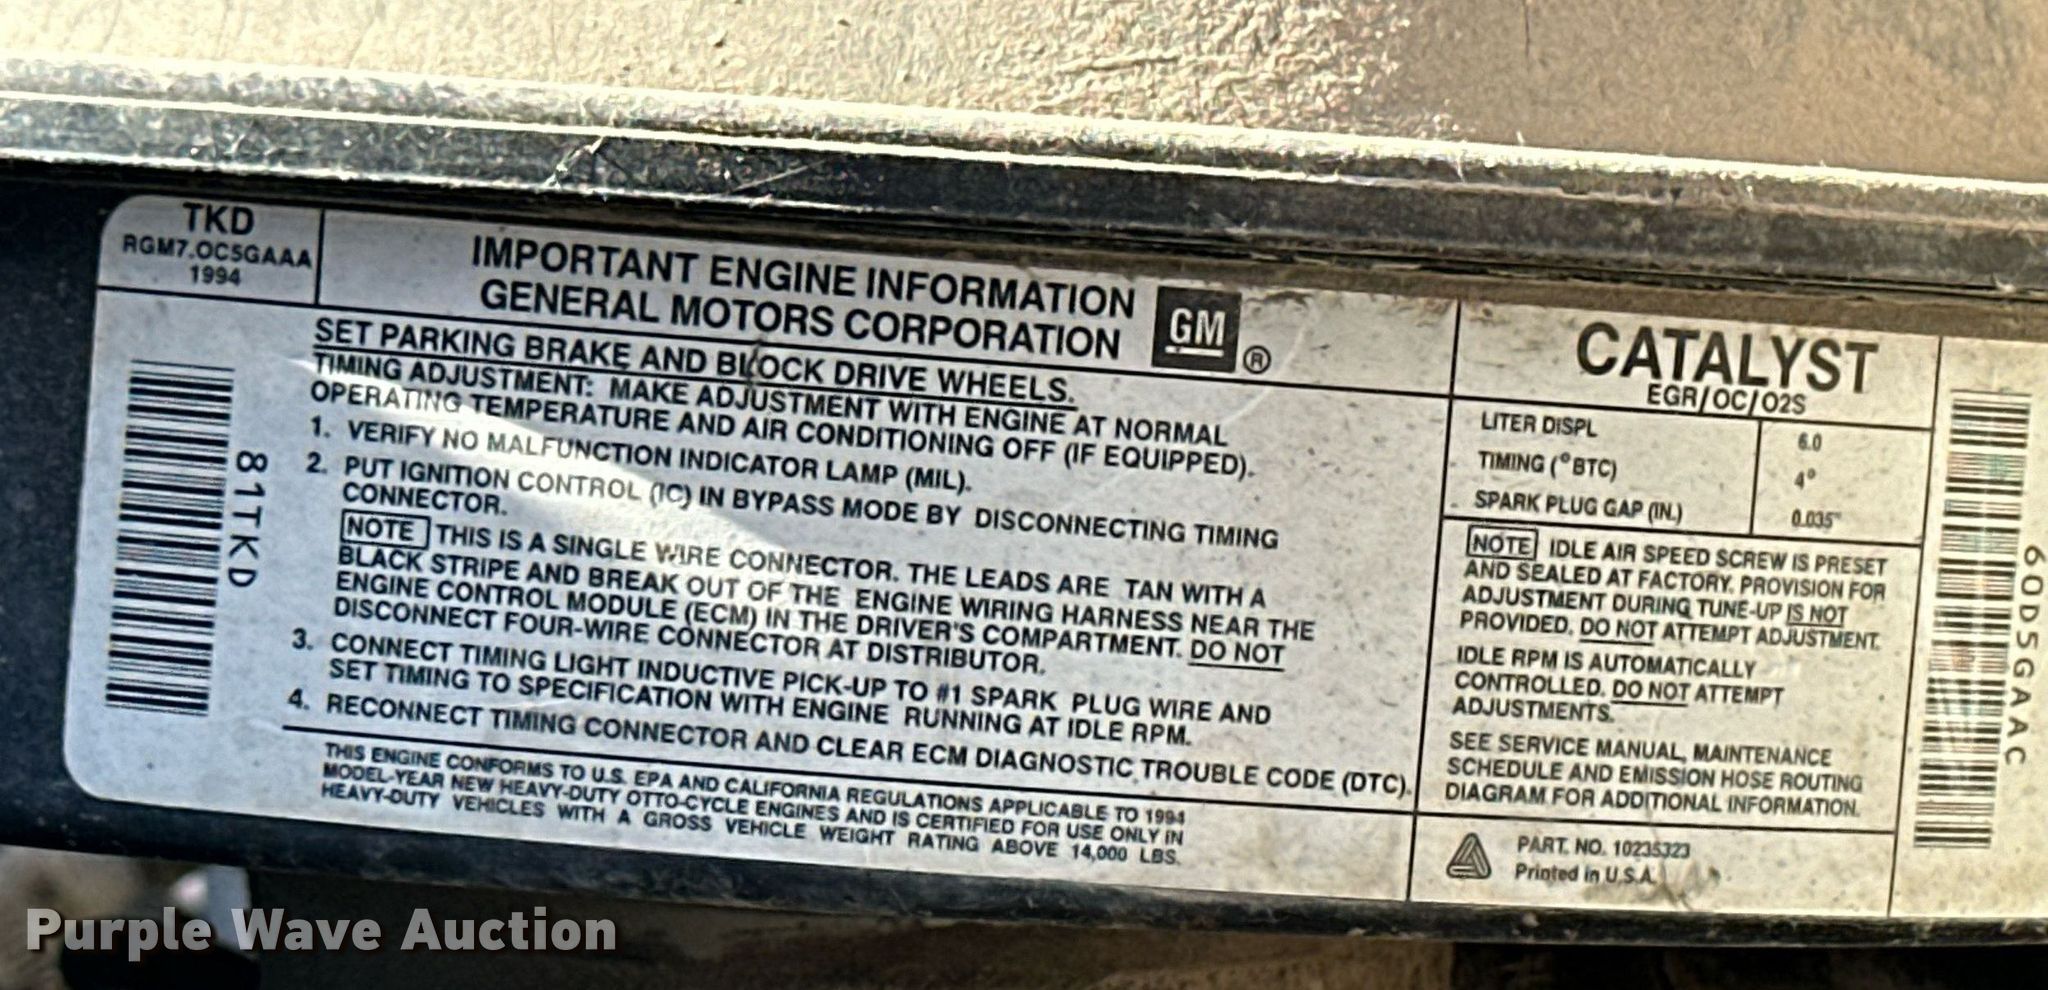 TKD
RGM7.OC5GAAA
1994
IMPORTANT ENGINE INFORMATION
GENERAL MOTORS CORPORATION
GM
®
SET PARKING BRAKE AND BLOCK DRIVE WHEELS.
TIMING ADJUSTMENT: MAKE ADJUSTMENT WITH ENGINE AT NORMAL
OPERATING TEMPERATURE AND AIR CONDITIONING OFF (IF EQUIPPED).
1. VERIFY NO MALFUNCTION INDICATOR LAMP (MIL).
2. PUT IGNITION CONTROL (IC) IN BYPASS MODE BY DISCONNECTING TIMING
CONNECTOR.
NOTE THIS IS A SINGLE WIRE CONNECTOR. THE LEADS ARE TAN WITH A
BLACK STRIPE AND BREAK OUT OF THE ENGINE WIRING HARNESS NEAR THE
ENGINE CONTROL MODULE (ECM) IN THE DRIVER'S COMPARTMENT. DO NOT
DISCONNECT FOUR-WIRE CONNECTOR AT DISTRIBUTOR.
3. CONNECT TIMING LIGHT INDUCTIVE PICK-UP TO #1 SPARK PLUG WIRE AND
SET TIMING TO SPECIFICATION WITH ENGINE RUNNING AT IDLE RPM.
4. RECONNECT TIMING CONNECTOR AND CLEAR ECM DIAGNOSTIC TROUBLE CODE (DTC).
THIS ENGINE CONFORMS TO U.S. EPA AND CALIFORNIA REGULATIONS APPLICABLE TO 1994
MODEL-YEAR NEW HEAVY-DUTY OTTO-CYCLE ENGINES AND IS CERTIFIED FOR USE ONLY IN
HEAVY-DUTY VEHICLES WITH A GROSS VEHICLE WEIGHT RATING ABOVE 14,000 LBS.
81TKD
CATALYST
EGR/OC/O2S
LITER DISPL 6.0
TIMING (°BTC) 4°
SPARK PLUG GAP (IN.) 0.035"
NOTE IDLE AIR SPEED SCREW IS PRESET
AND SEALED AT FACTORY. PROVISION FOR
ADJUSTMENT DURING TUNE-UP IS NOT
PROVIDED. DO NOT ATTEMPT ADJUSTMENT.
IDLE RPM IS AUTOMATICALLY
CONTROLLED. DO NOT ATTEMPT
ADJUSTMENTS.
SEE SERVICE MANUAL, MAINTENANCE
SCHEDULE AND EMISSION HOSE ROUTING
DIAGRAM FOR ADDITIONAL INFORMATION.
PART. NO. 10235323
Printed in U.S.A.
60D5GAAC
Purple Wave Auction